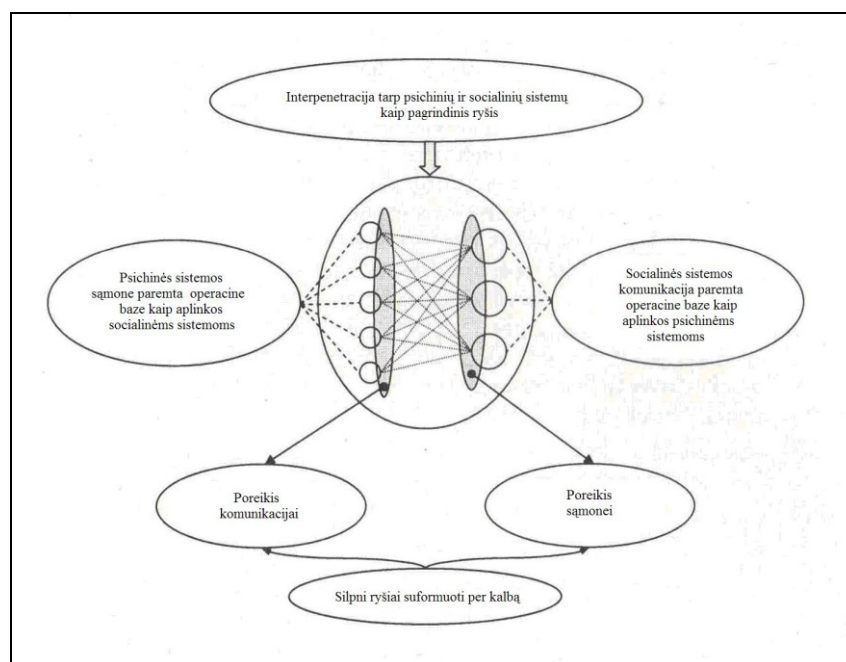 Interpenetracija tarp psichinių ir socialinių sistemų
kaip pagrindinis ryšis
Psichinės sistemos
sąmone paremta operacine
baze kaip aplinkos
socialinėms sistemoms
Socialinės sistemos
komunikacija paremta
operacine baze kaip
aplinkos psichinėms
sistemoms
Poreikis
komunikacijai
Poreikis
sąmonei
Silpni ryšiai suformuoti per kalbą